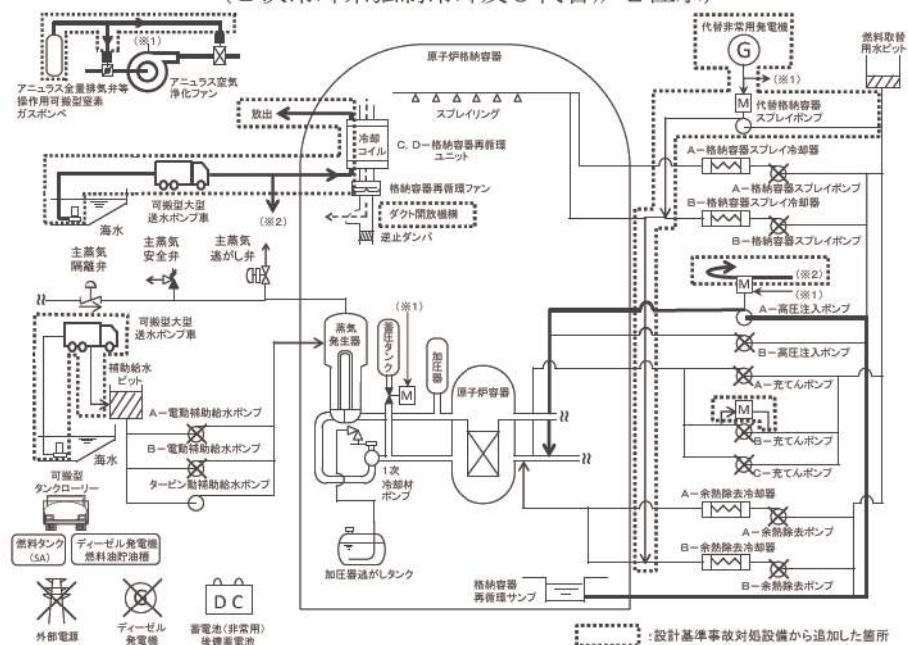 (※1)
アニュラス全量排気弁等
操作用可搬型窒素
ガスボンベ
アニュラス空気
浄化ファン
原子炉格納容器
代替非常用発電機
G
(※1)
M
代替格納容器
スプレイポンプ
燃料取替
用水ピット
放出
冷却
コイル
スプレイリング
C, D-格納容器再循環
ユニット
格納容器再循環ファン
ダクト開放機構
逆止ダンパ
可搬型大型
送水ポンプ車
海水
(※2)
A-格納容器スプレイ冷却器
A-格納容器スプレイポンプ
B-格納容器スプレイ冷却器
B-格納容器スプレイポンプ
主蒸気
隔離弁
主蒸気
安全弁
主蒸気
逃がし弁
(※2)
M
(※1)
A-高圧注入ポンプ
可搬型大型
送水ポンプ車
補助給水
ピット
海水
A-電動補助給水ポンプ
B-電動補助給水ポンプ
タービン動補助給水ポンプ
蒸気
発生器
蓄圧タンク
(※1)
M
加圧器
原子炉容器
1次
冷却材
ポンプ
加圧器逃がしタンク
B-高圧注入ポンプ
A-充てんポンプ
M
B-充てんポンプ
C-充てんポンプ
A-余熱除去冷却器
A-余熱除去ポンプ
B-余熱除去冷却器
B-余熱除去ポンプ
格納容器
再循環サンプ
可搬型
タンクローリー
燃料タンク
(SA)
ディーゼル発電機
燃料油貯油槽
外部電源
ディーゼル
発電機
DC
蓄電池(非常用)
後備蓄電池
:設計基準事故対処設備から追加した箇所